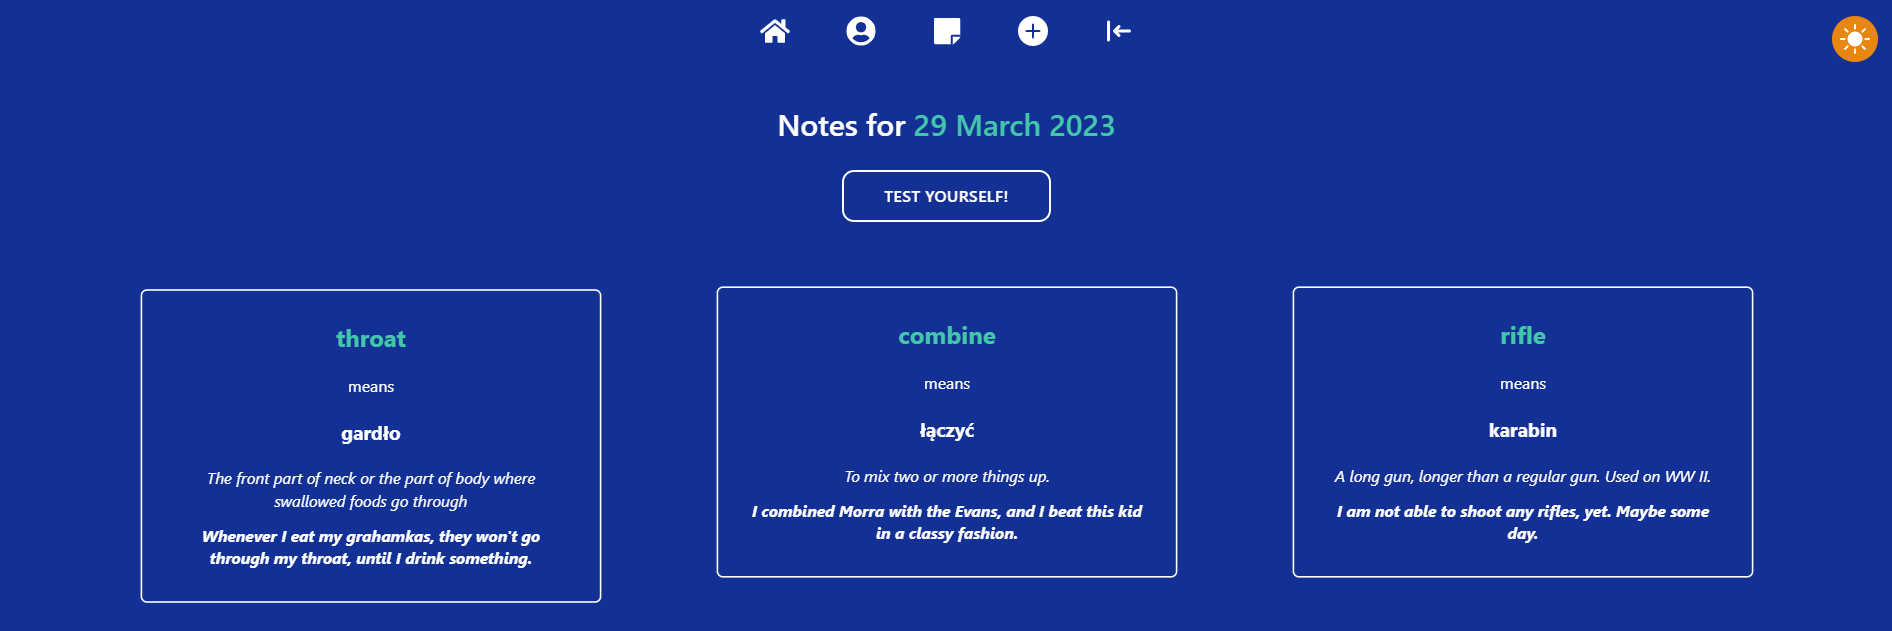 Notes for 29 March 2023
TEST YOURSELF!
throat
means
gardło
The front part of neck or the part of body where
swallowed foods go through
Whenever I eat my grahamkas, they won't go
through my throat, until I drink something.
combine
means
łączyć
To mix two or more things up.
I combined Morra with the Evans, and I beat this kid
in a classy fashion.
rifle
means
karabin
A long gun, longer than a regular gun. Used on WW II.
I am not able to shoot any rifles, yet. Maybe some
day.